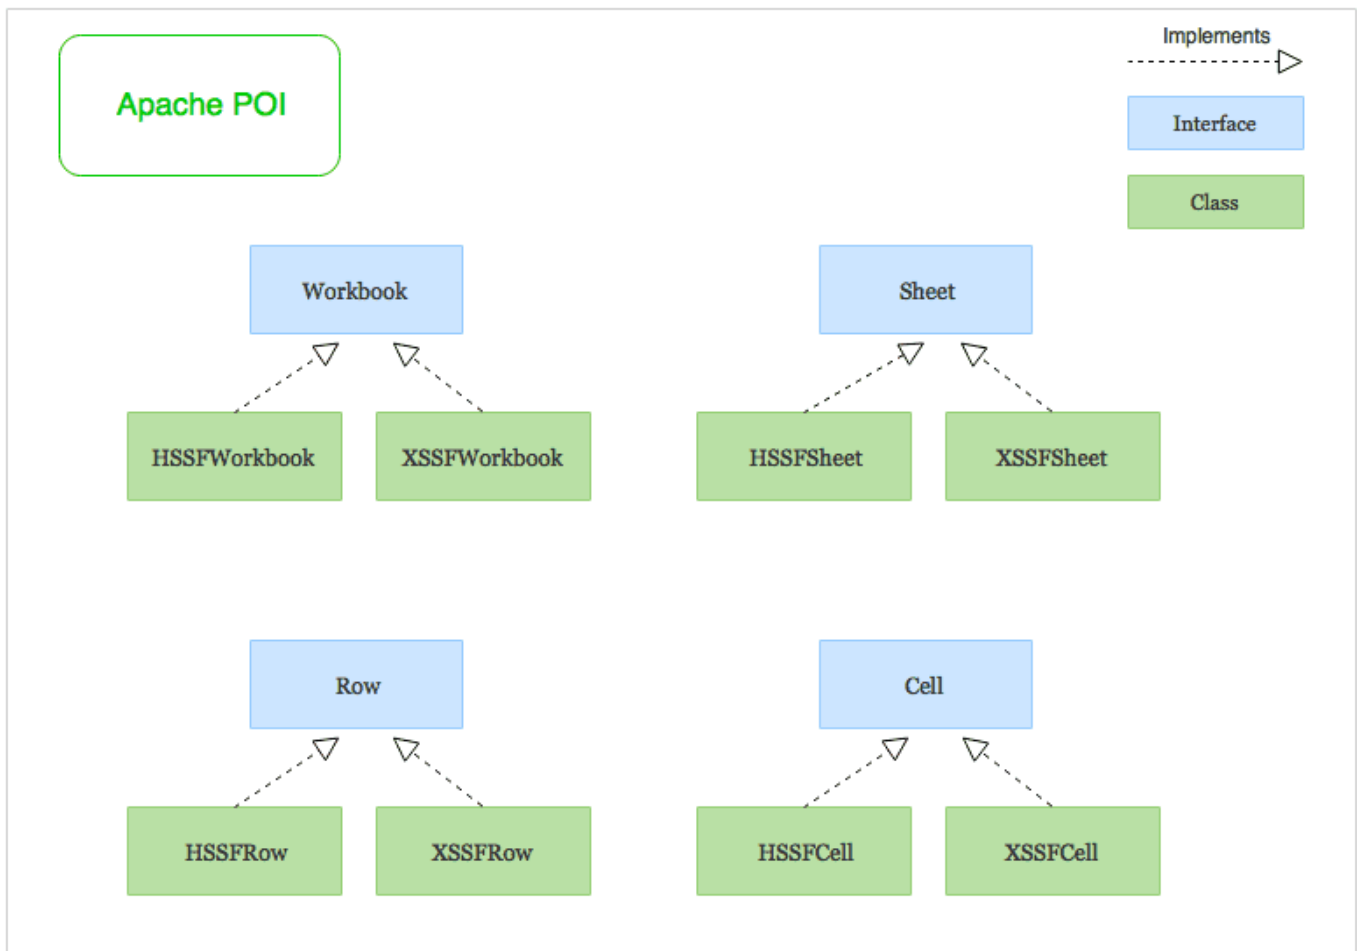 Implements
Apache POI
Interface
Class
Workbook
Sheet
HSSFWorkbook
XSSFWorkbook
HSSFSheet
XSSFSheet
Row
Cell
HSSFRow
XSSFRow
HSSFCell
XSSFCell